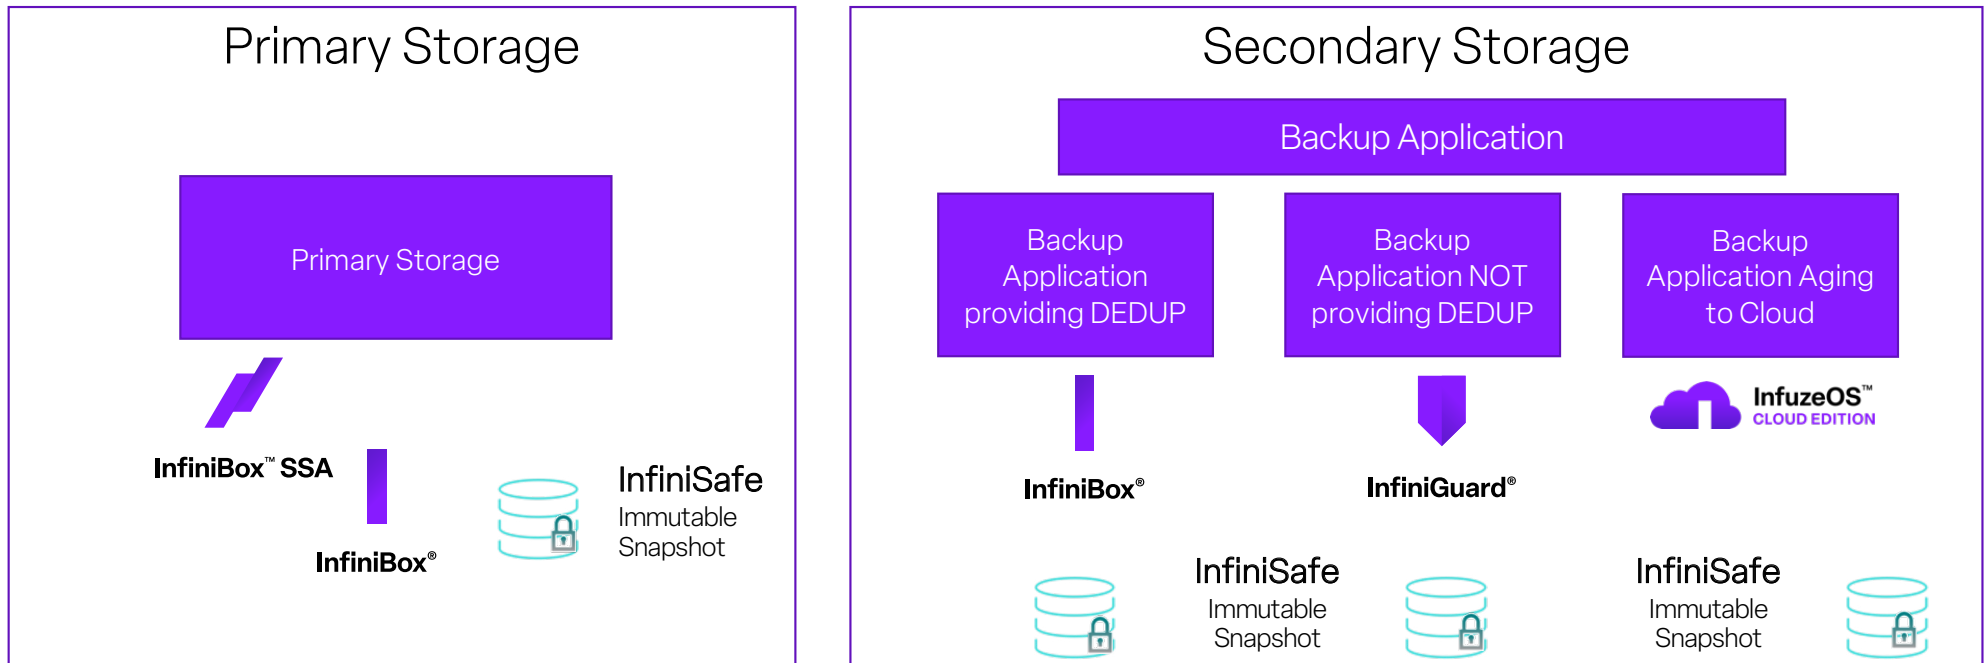 Primary Storage
Primary Storage
InfiniBox™ SSA
InfiniBox®
InfiniSafe
Immutable
Snapshot
Secondary Storage
Backup Application
Backup
Application
providing DEDUP
Backup
Application NOT
providing DEDUP
Backup
Application Aging
to Cloud
InfiniBox®
InfiniGuard®
InfuzeOS™
CLOUD EDITION
InfiniSafe
Immutable
Snapshot
InfiniSafe
Immutable
Snapshot